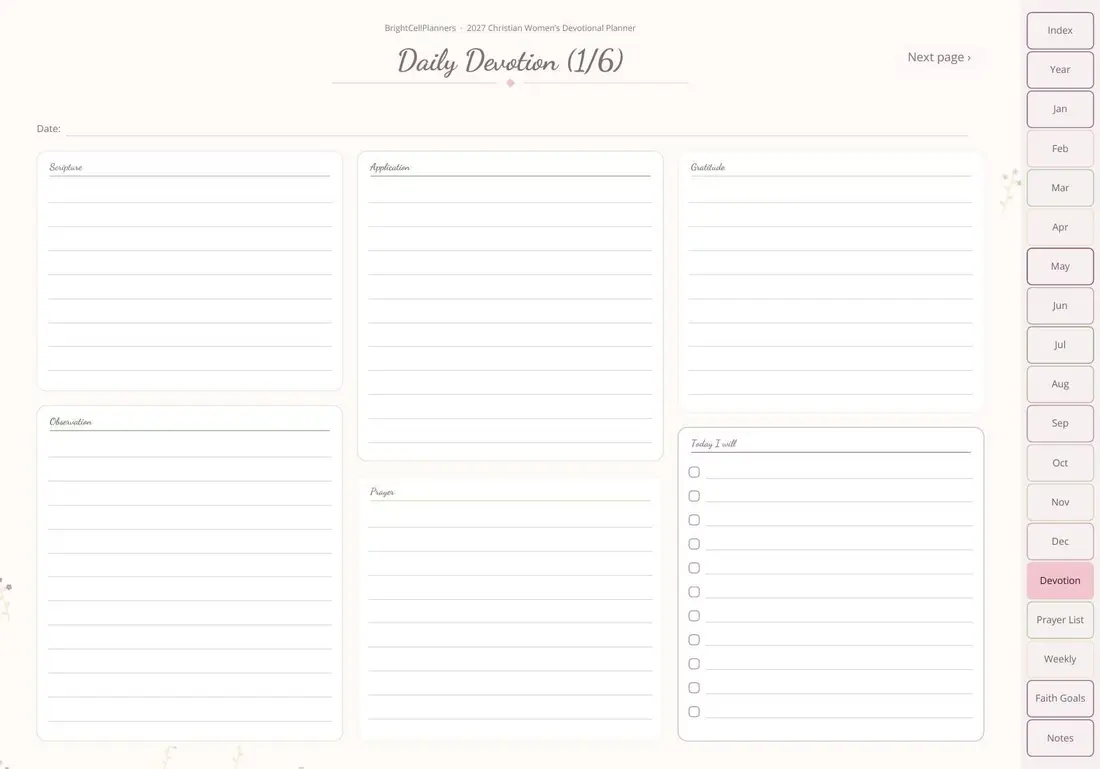 BrightCellPlanners · 2027 Christian Women's Devotional Planner
Daily Devotion (1/6)
Next page ›
Date:
Scripture
Observation
Application
Prayer
Gratitude
Today I will
Index
Year
Jan
Feb
Mar
Apr
May
Jun
Jul
Aug
Sep
Oct
Nov
Dec
Devotion
Prayer List
Weekly
Faith Goals
Notes